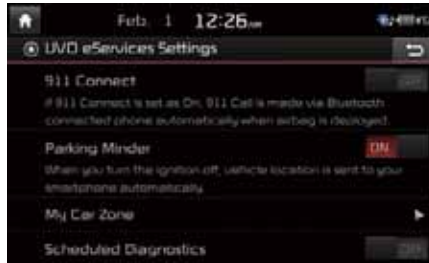 Feb. 1 12:26 AM
UVO eServices Settings
911 Connect
If 911 Connect is set as On, 911 Call is made via Bluetooth
connected phone automatically when airbag is deployed.
Parking Minder ON
When you turn the ignition off, vehicle location is sent to your
smartphone automatically.
My Car Zone
Scheduled Diagnostics